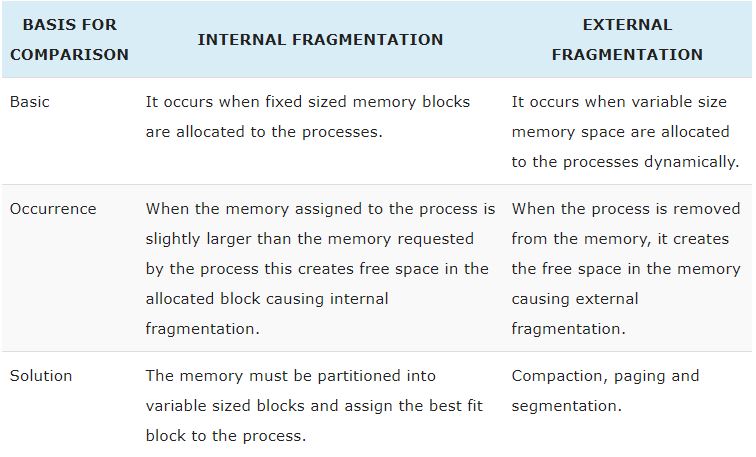 BASIS FOR
COMPARISON
INTERNAL FRAGMENTATION
EXTERNAL
FRAGMENTATION
Basic
It occurs when fixed sized memory blocks
are allocated to the processes.
It occurs when variable size
memory space are allocated
to the processes dynamically.
Occurrence
When the memory assigned to the process is
slightly larger than the memory requested
by the process this creates free space in the
allocated block causing internal
fragmentation.
When the process is removed
from the memory, it creates
the free space in the memory
causing external
fragmentation.
Solution
The memory must be partitioned into
variable sized blocks and assign the best fit
block to the process.
Compaction, paging and
segmentation.